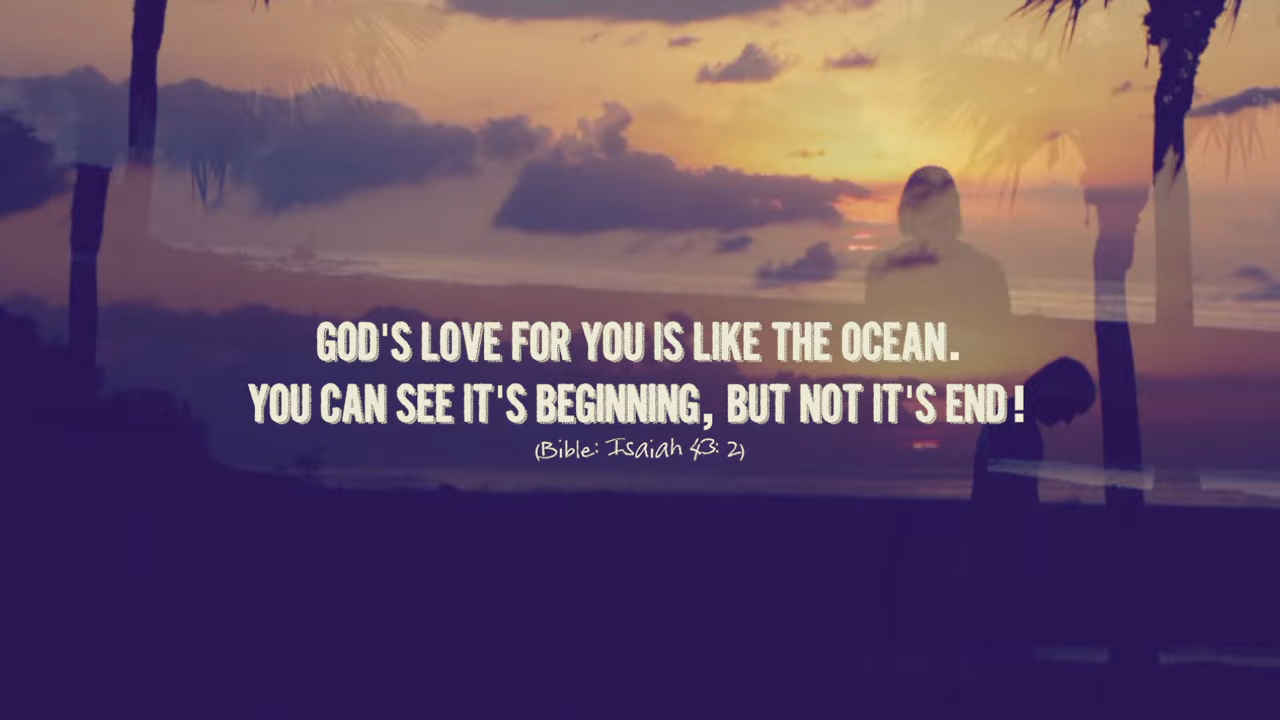 GOD'S LOVE FOR YOU IS LIKE THE OCEAN.
YOU CAN SEE IT'S BEGINNING, BUT NOT IT'S END!
(Bible: Isaiah 43: 2)